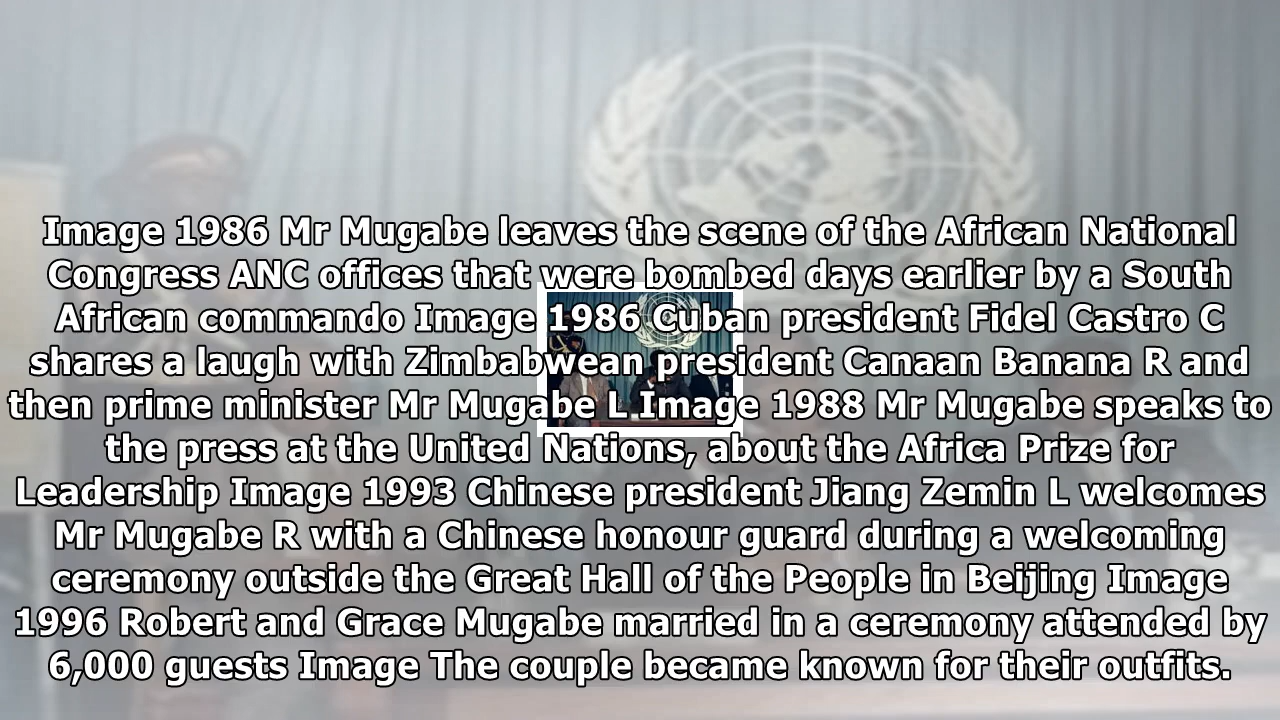 Image 1986 Mr Mugabe leaves the scene of the African National
Congress ANC offices that were bombed days earlier by a South
African commando Image 1986 Cuban president Fidel Castro C
shares a laugh with Zimbabwean president Canaan Banana R and
then prime minister Mr Mugabe L.Image 1988 Mr Mugabe speaks to
the press at the United Nations, about the Africa Prize for
Leadership Image 1993 Chinese president Jiang Zemin L welcomes
Mr Mugabe R with a Chinese honour guard during a welcoming
ceremony outside the Great Hall of the People in Beijing Image
1996 Robert and Grace Mugabe married in a ceremony attended by
6,000 guests Image The couple became known for their outfits.